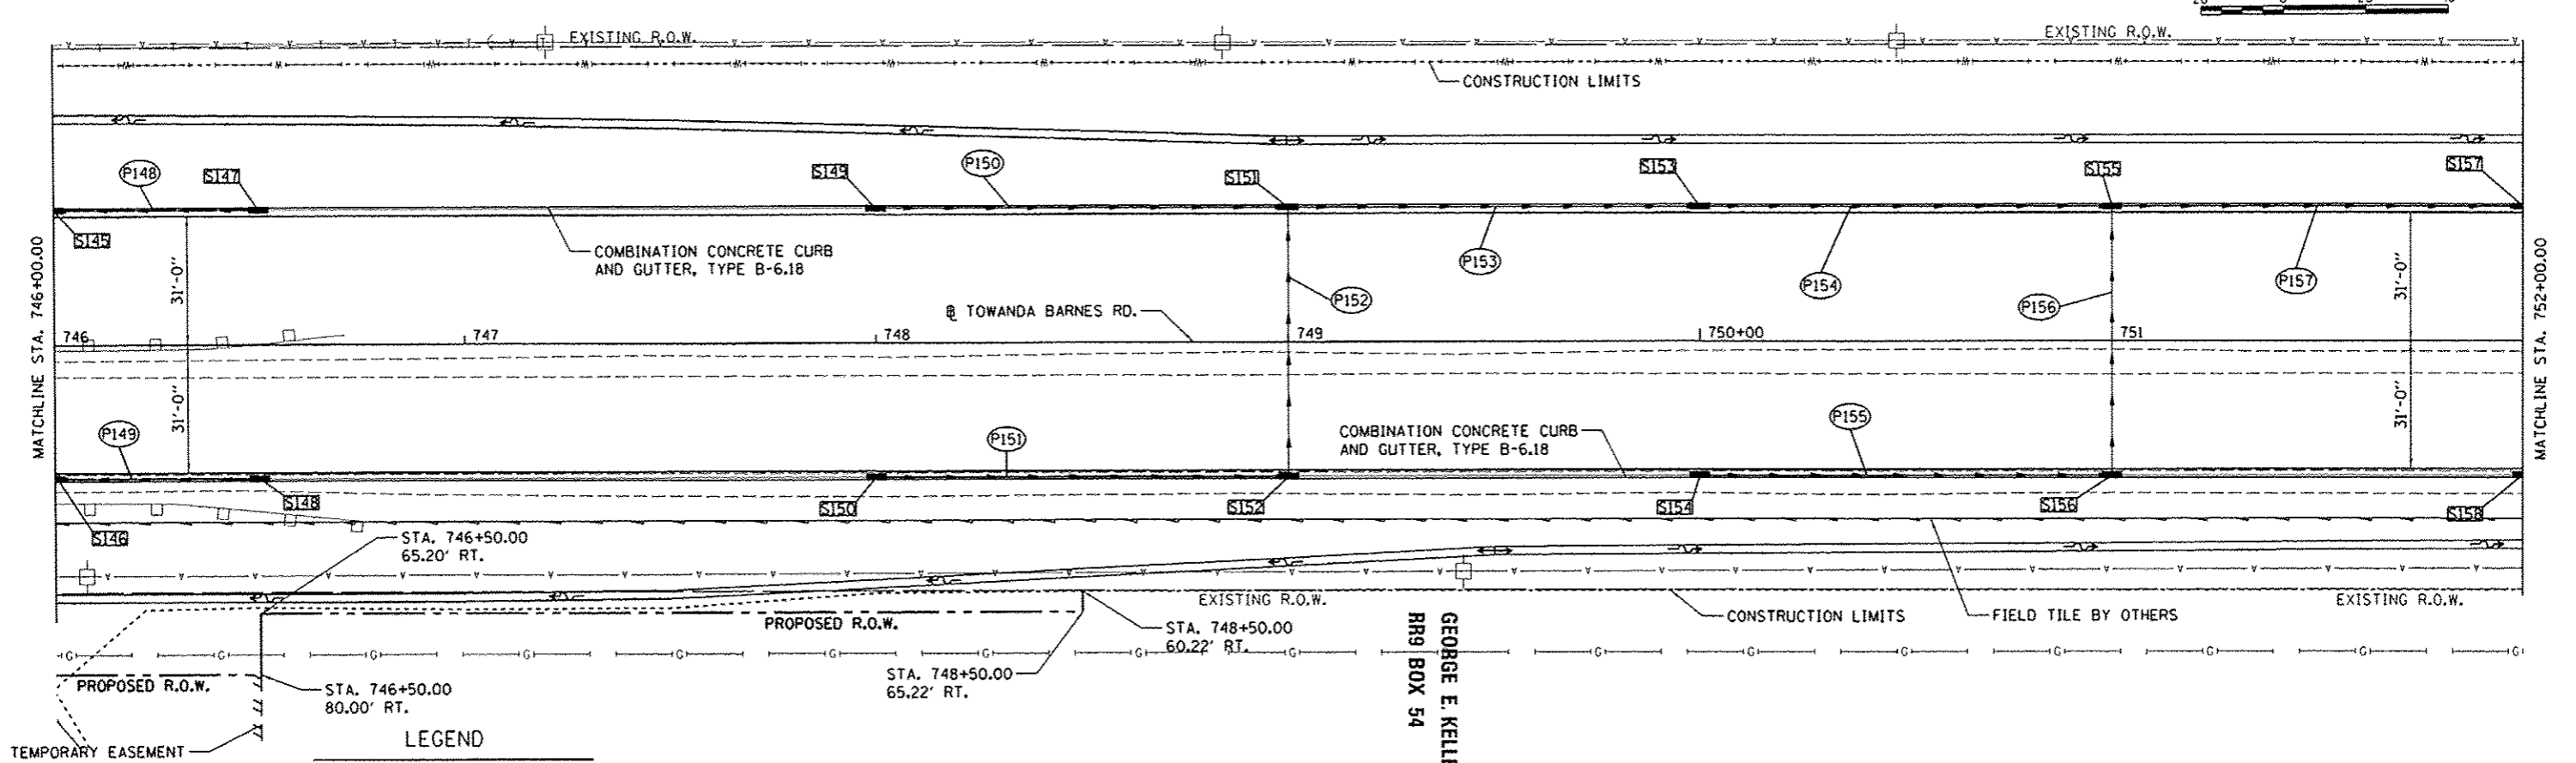 EXISTING R.O.W.
EXISTING R.O.W.
CONSTRUCTION LIMITS
P148
S147
S149
P150
S151
S153
S155
S157
S145
COMBINATION CONCRETE CURB
AND GUTTER, TYPE B-6.18
31'-0"
P152
P153
P154
P156
P157
31'-0"
MATCHLINE STA. 746+00.00
MATCHLINE STA. 752+00.00
℄ TOWANDA BARNES RD.
746
747
748
749
750+00
751
31'-0"
31'-0"
P149
P151
COMBINATION CONCRETE CURB
AND GUTTER, TYPE B-6.18
P155
S146
S148
S150
S152
S154
S156
S158
STA. 746+50.00
65.20' RT.
EXISTING R.O.W.
EXISTING R.O.W.
PROPOSED R.O.W.
STA. 748+50.00
60.22' RT.
CONSTRUCTION LIMITS
FIELD TILE BY OTHERS
STA. 748+50.00
65.22' RT.
PROPOSED R.O.W.
STA. 746+50.00
80.00' RT.
GEORGE E. KELL
RR9 BOX 54
TEMPORARY EASEMENT
LEGEND